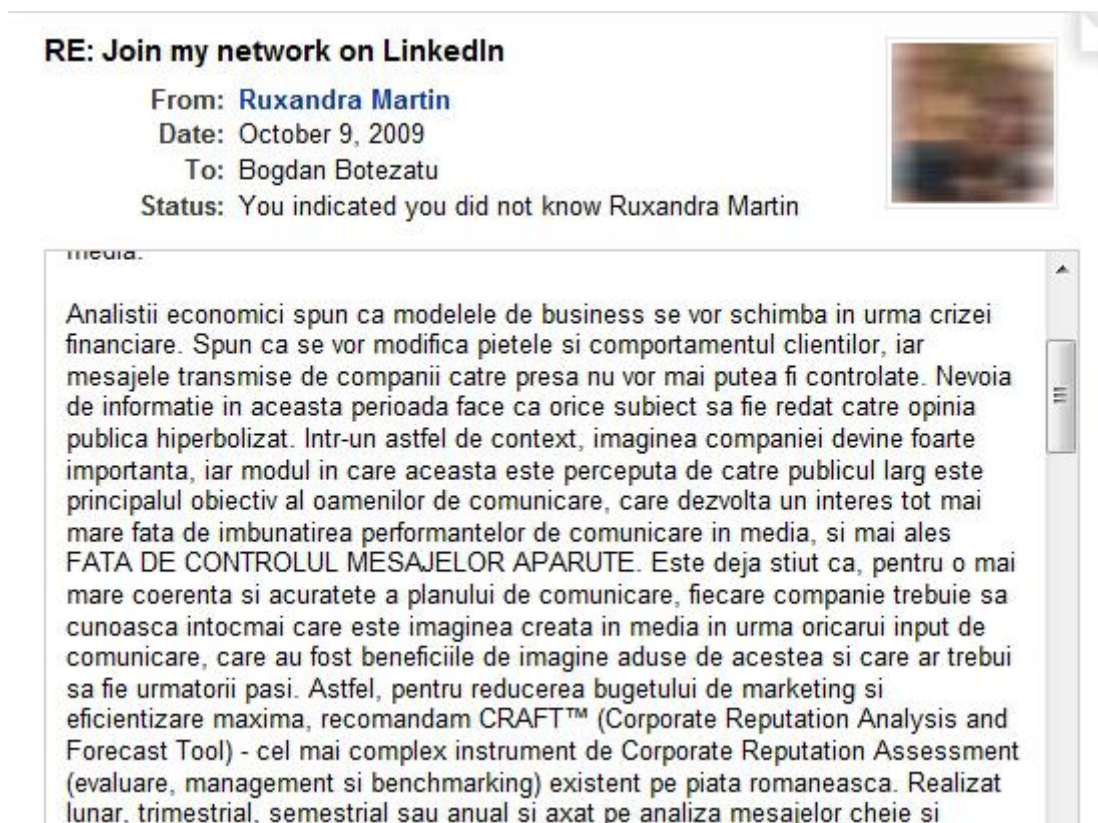 RE: Join my network on LinkedIn
From: Ruxandra Martin
Date: October 9, 2009
To: Bogdan Botezatu
Status: You indicated you did not know Ruxandra Martin
media.
Analistii economici spun ca modelele de business se vor schimba in urma crizei
financiare. Spun ca se vor modifica pietele si comportamentul clientilor, iar
mesajele transmise de companii catre presa nu vor mai putea fi controlate. Nevoia
de informatie in aceasta perioada face ca orice subiect sa fie redat catre opinia
publica hiperbolizat. Intr-un astfel de context, imaginea companiei devine foarte
importanta, iar modul in care aceasta este perceputa de catre publicul larg este
principalul obiectiv al oamenilor de comunicare, care dezvolta un interes tot mai
mare fata de imbunatirea performantelor de comunicare in media, si mai ales
FATA DE CONTROLUL MESAJELOR APARUTE. Este deja stiut ca, pentru o mai
mare coerenta si acuratete a planului de comunicare, fiecare companie trebuie sa
cunoasca intocmai care este imaginea creata in media in urma oricarui input de
comunicare, care au fost beneficiile de imagine aduse de acestea si care ar trebui
sa fie urmatorii pasi. Astfel, pentru reducerea bugetului de marketing si
eficientizare maxima, recomandam CRAFT™ (Corporate Reputation Analysis and
Forecast Tool) - cel mai complex instrument de Corporate Reputation Assessment
(evaluare, management si benchmarking) existent pe piata romaneasca. Realizat
lunar, trimestrial, semestrial sau anual si axat pe analiza mesajelor cheie si